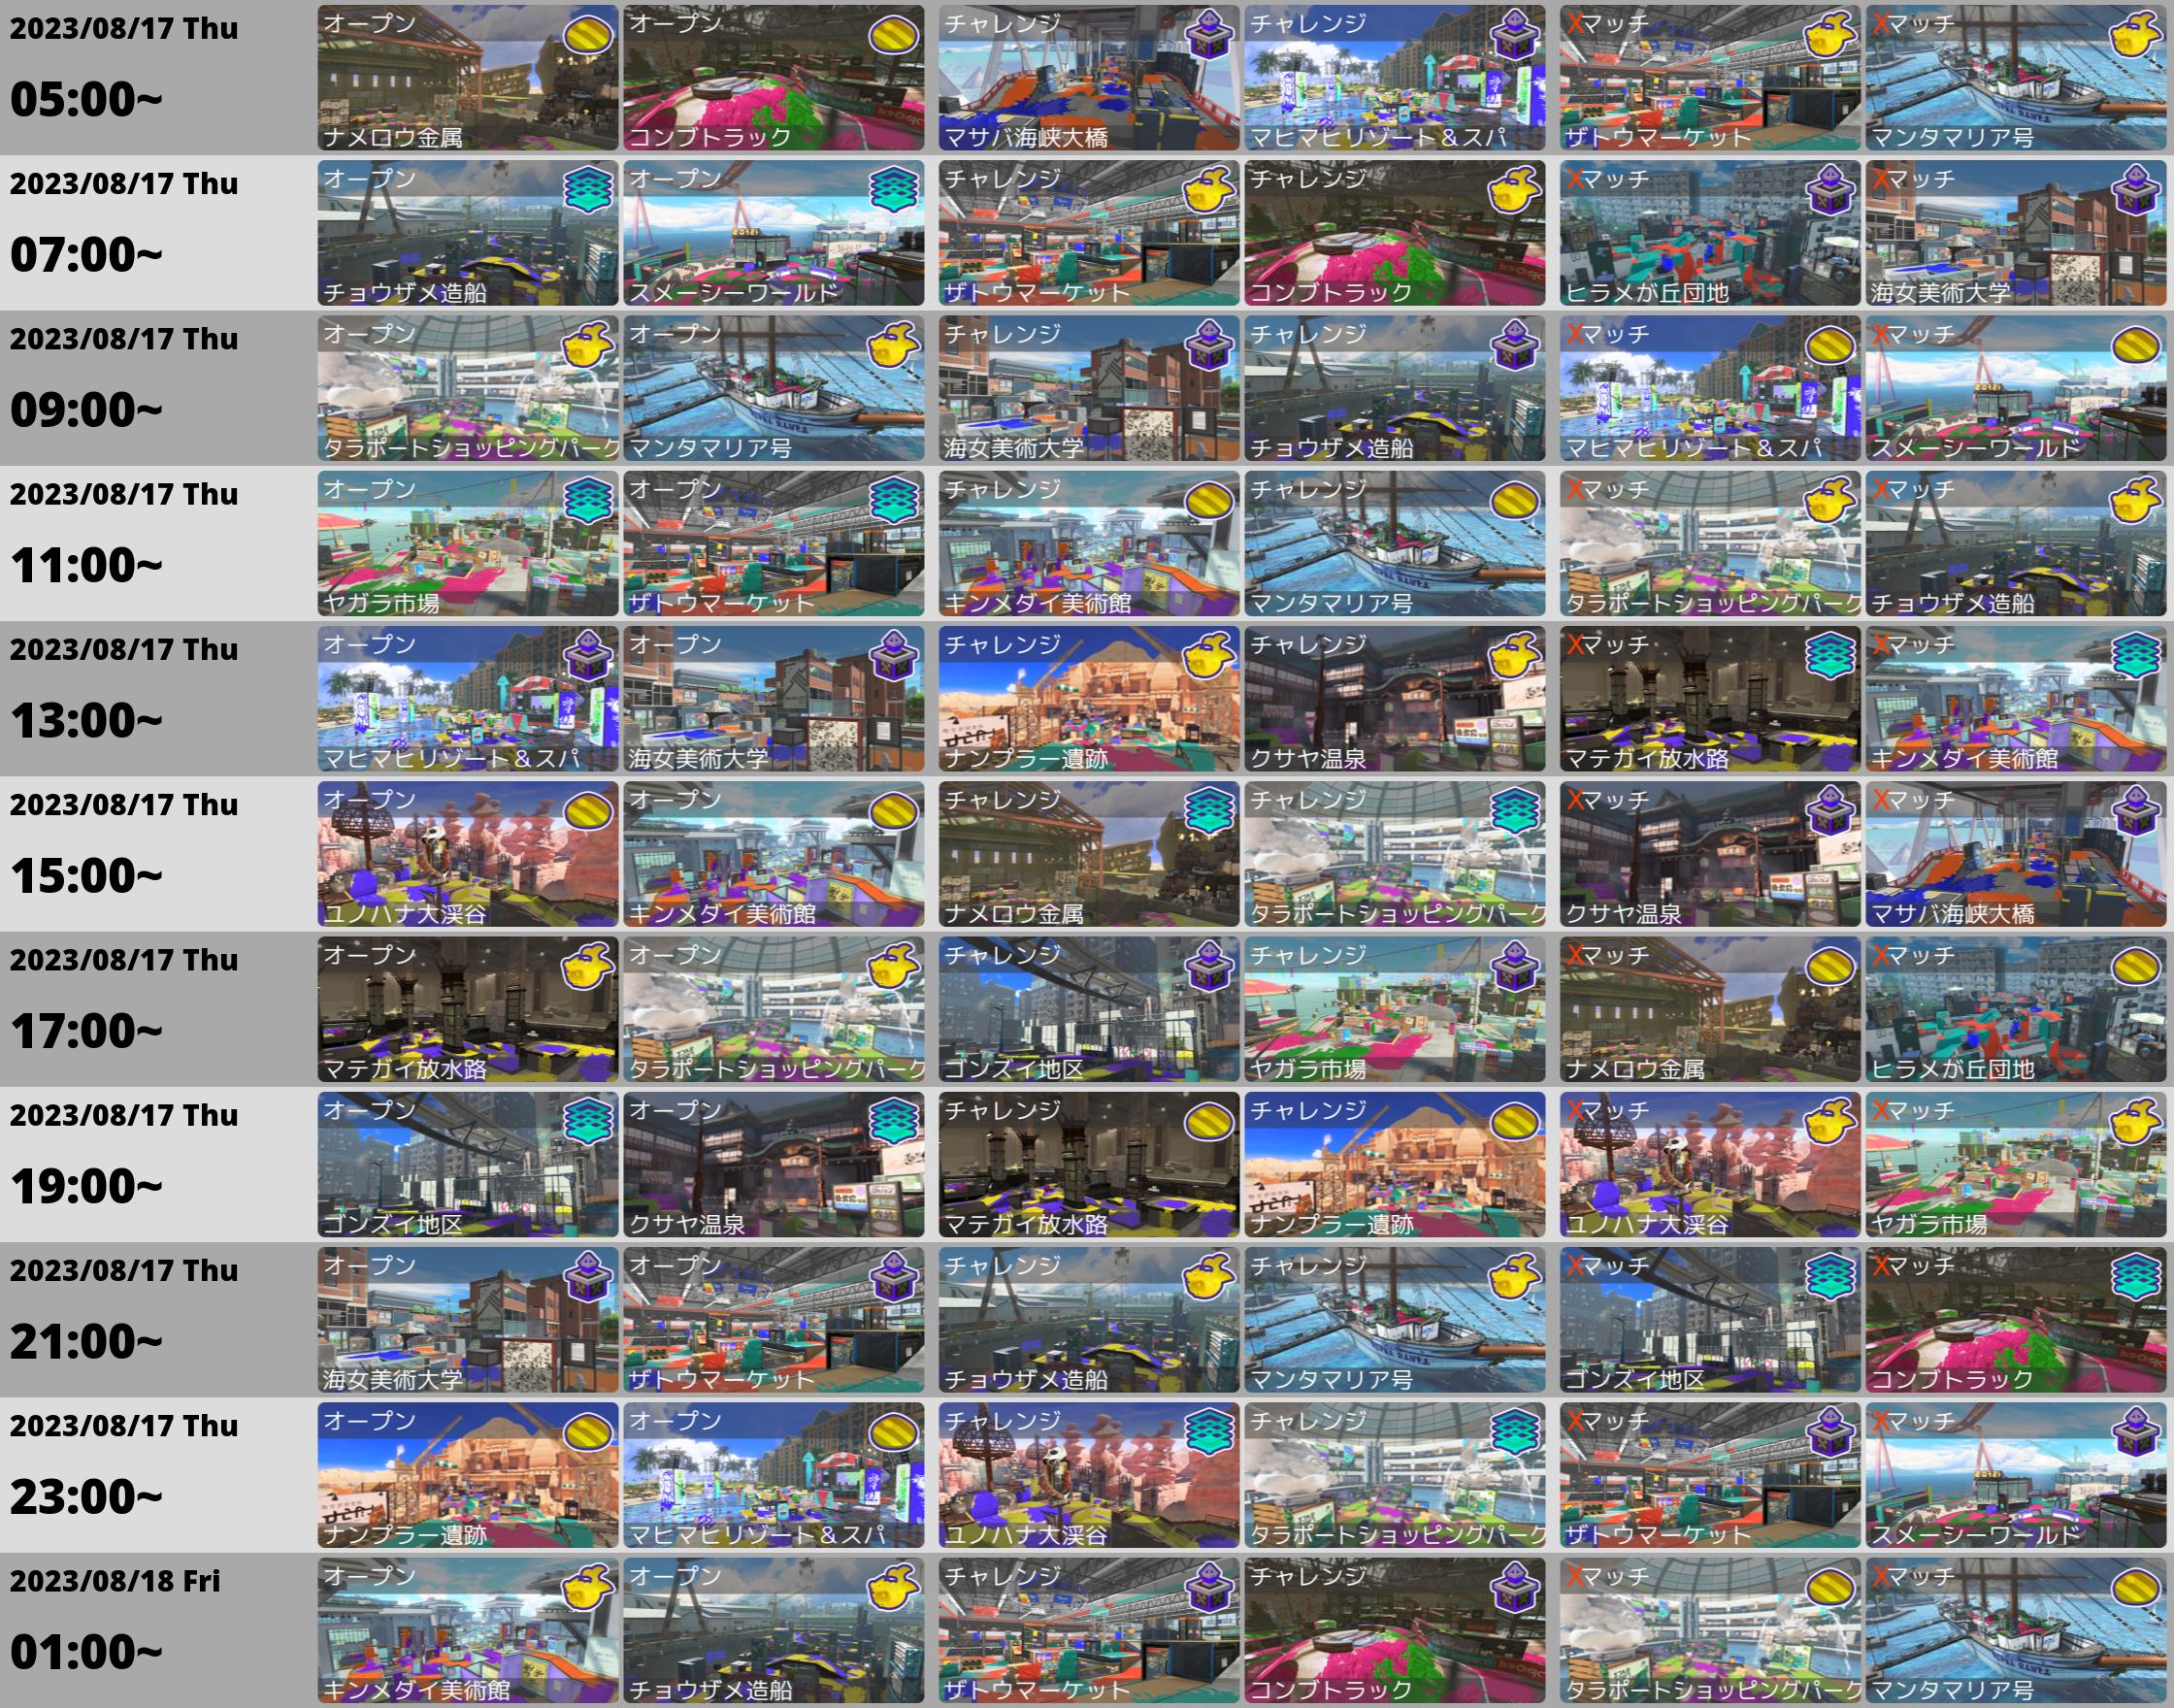 2023/08/17 Thu
05:00~
オープン オープン チャレンジ チャレンジ Xマッチ Xマッチ
ナメロウ金属 コンブトラック マサバ海峡大橋 マヒマヒリゾート＆スパ ザトウマーケット マンタマリア号
2023/08/17 Thu
07:00~
オープン オープン チャレンジ チャレンジ Xマッチ Xマッチ
チョウザメ造船 スメーシーワールド ザトウマーケット コンブトラック ヒラメが丘団地 海女美術大学
2023/08/17 Thu
09:00~
オープン オープン チャレンジ チャレンジ Xマッチ Xマッチ
タラポートショッピングパーク マンタマリア号 海女美術大学 チョウザメ造船 マヒマヒリゾート＆スパ スメーシーワールド
2023/08/17 Thu
11:00~
オープン オープン チャレンジ チャレンジ Xマッチ Xマッチ
ヤガラ市場 ザトウマーケット キンメダイ美術館 マンタマリア号 タラポートショッピングパーク チョウザメ造船
2023/08/17 Thu
13:00~
オープン オープン チャレンジ チャレンジ Xマッチ Xマッチ
マヒマヒリゾート＆スパ 海女美術大学 ナンプラー遺跡 クサヤ温泉 マテガイ放水路 キンメダイ美術館
2023/08/17 Thu
15:00~
オープン オープン チャレンジ チャレンジ Xマッチ Xマッチ
ユノハナ大渓谷 キンメダイ美術館 ナメロウ金属 タラポートショッピングパーク クサヤ温泉 マサバ海峡大橋
2023/08/17 Thu
17:00~
オープン オープン チャレンジ チャレンジ Xマッチ Xマッチ
マテガイ放水路 タラポートショッピングパーク ゴンズイ地区 ヤガラ市場 ナメロウ金属 ヒラメが丘団地
2023/08/17 Thu
19:00~
オープン オープン チャレンジ チャレンジ Xマッチ Xマッチ
ゴンズイ地区 クサヤ温泉 マテガイ放水路 ナンプラー遺跡 ユノハナ大渓谷 ヤガラ市場
2023/08/17 Thu
21:00~
オープン オープン チャレンジ チャレンジ Xマッチ Xマッチ
海女美術大学 ザトウマーケット チョウザメ造船 マンタマリア号 ゴンズイ地区 コンブトラック
2023/08/17 Thu
23:00~
オープン オープン チャレンジ チャレンジ Xマッチ Xマッチ
ナンプラー遺跡 マヒマヒリゾート＆スパ ユノハナ大渓谷 タラポートショッピングパーク ザトウマーケット スメーシーワールド
2023/08/18 Fri
01:00~
オープン オープン チャレンジ チャレンジ Xマッチ Xマッチ
キンメダイ美術館 チョウザメ造船 ザトウマーケット コンブトラック タラポートショッピングパーク マンタマリア号